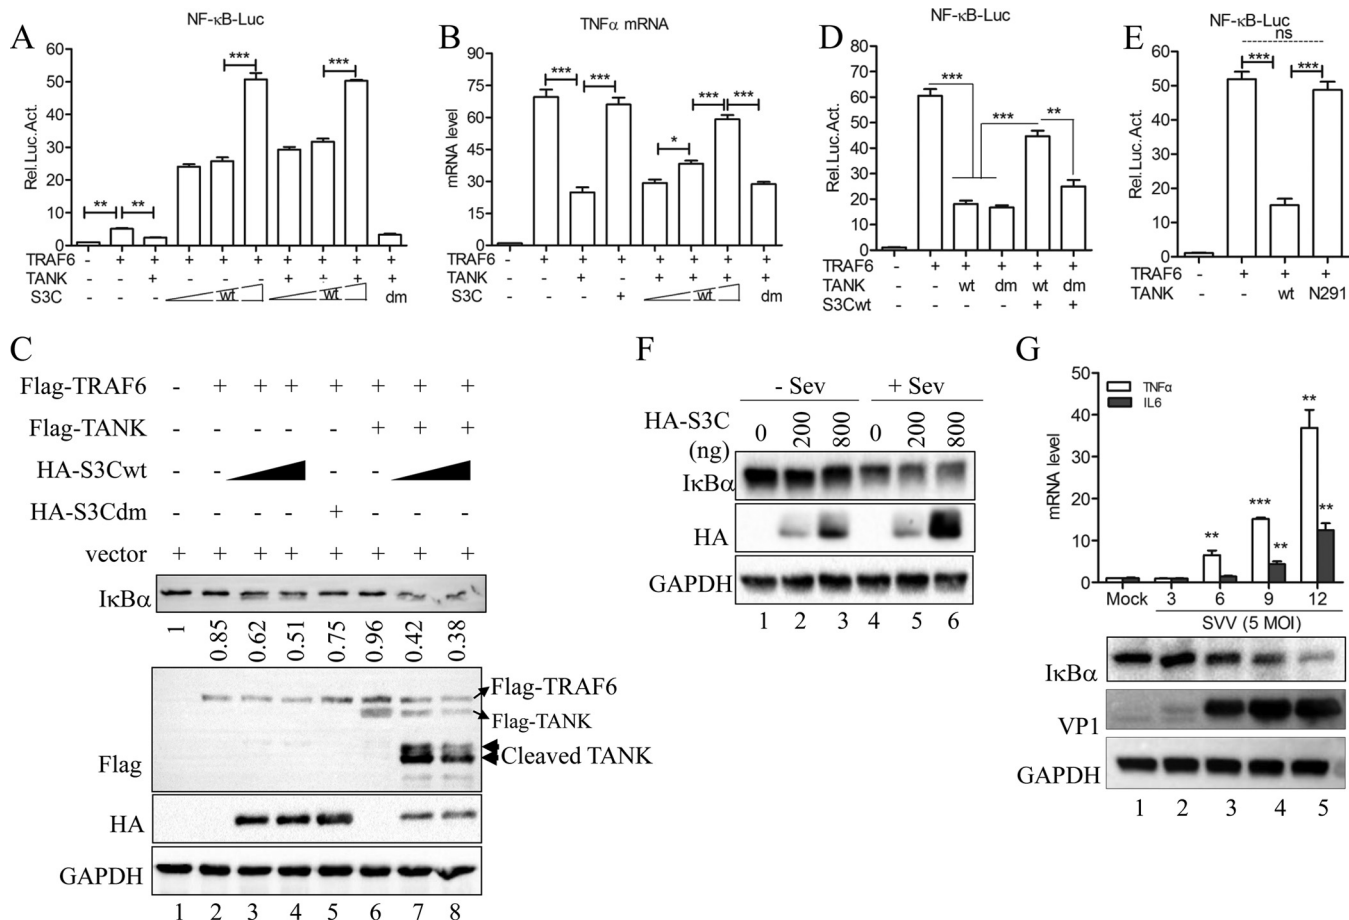 A
NF-κB-Luc
Rel.Luc.Act.
60
50
40
30
20
10
0
** ** *** ***
TRAF6 - + + + + + + + + +
TANK - - + - - - + + + +
S3C - - - wt wt dm
B
TNFα mRNA
mRNA level
90
75
60
45
30
15
0
*** *** * *** ***
TRAF6 - + + + + + + +
TANK - - + - + + + +
S3C - - - + wt dm
D
NF-κB-Luc
Rel.Luc.Act.
80
70
60
50
40
30
20
10
0
*** *** **
TRAF6 - + + + + +
TANK - - wt dm wt dm
S3Cwt - - - - + +
E
NF-κB-Luc
ns
*** ***
Rel.Luc.Act.
60
50
40
30
20
10
0
TRAF6 - + + +
TANK - - wt N291
C
Flag-TRAF6 - + + + + + + +
Flag-TANK - - - - - + + +
HA-S3Cwt - - - -
HA-S3Cdm - - - - + - - -
vector + + + + + + + +
IκBα
1 0.85 0.62 0.51 0.75 0.96 0.42 0.38
Flag-TRAF6
Flag-TANK
Cleaved TANK
Flag
HA
GAPDH
1 2 3 4 5 6 7 8
F
- Sev + Sev
HA-S3C
(ng)
0 200 800 0 200 800
IκBα
HA
GAPDH
1 2 3 4 5 6
G
mRNA level
50
40
30
20
10
0
TNFα
IL6
** *** ** ** **
Mock 3 6 9 12
SVV (5 MOI)
IκBα
VP1
GAPDH
1 2 3 4 5